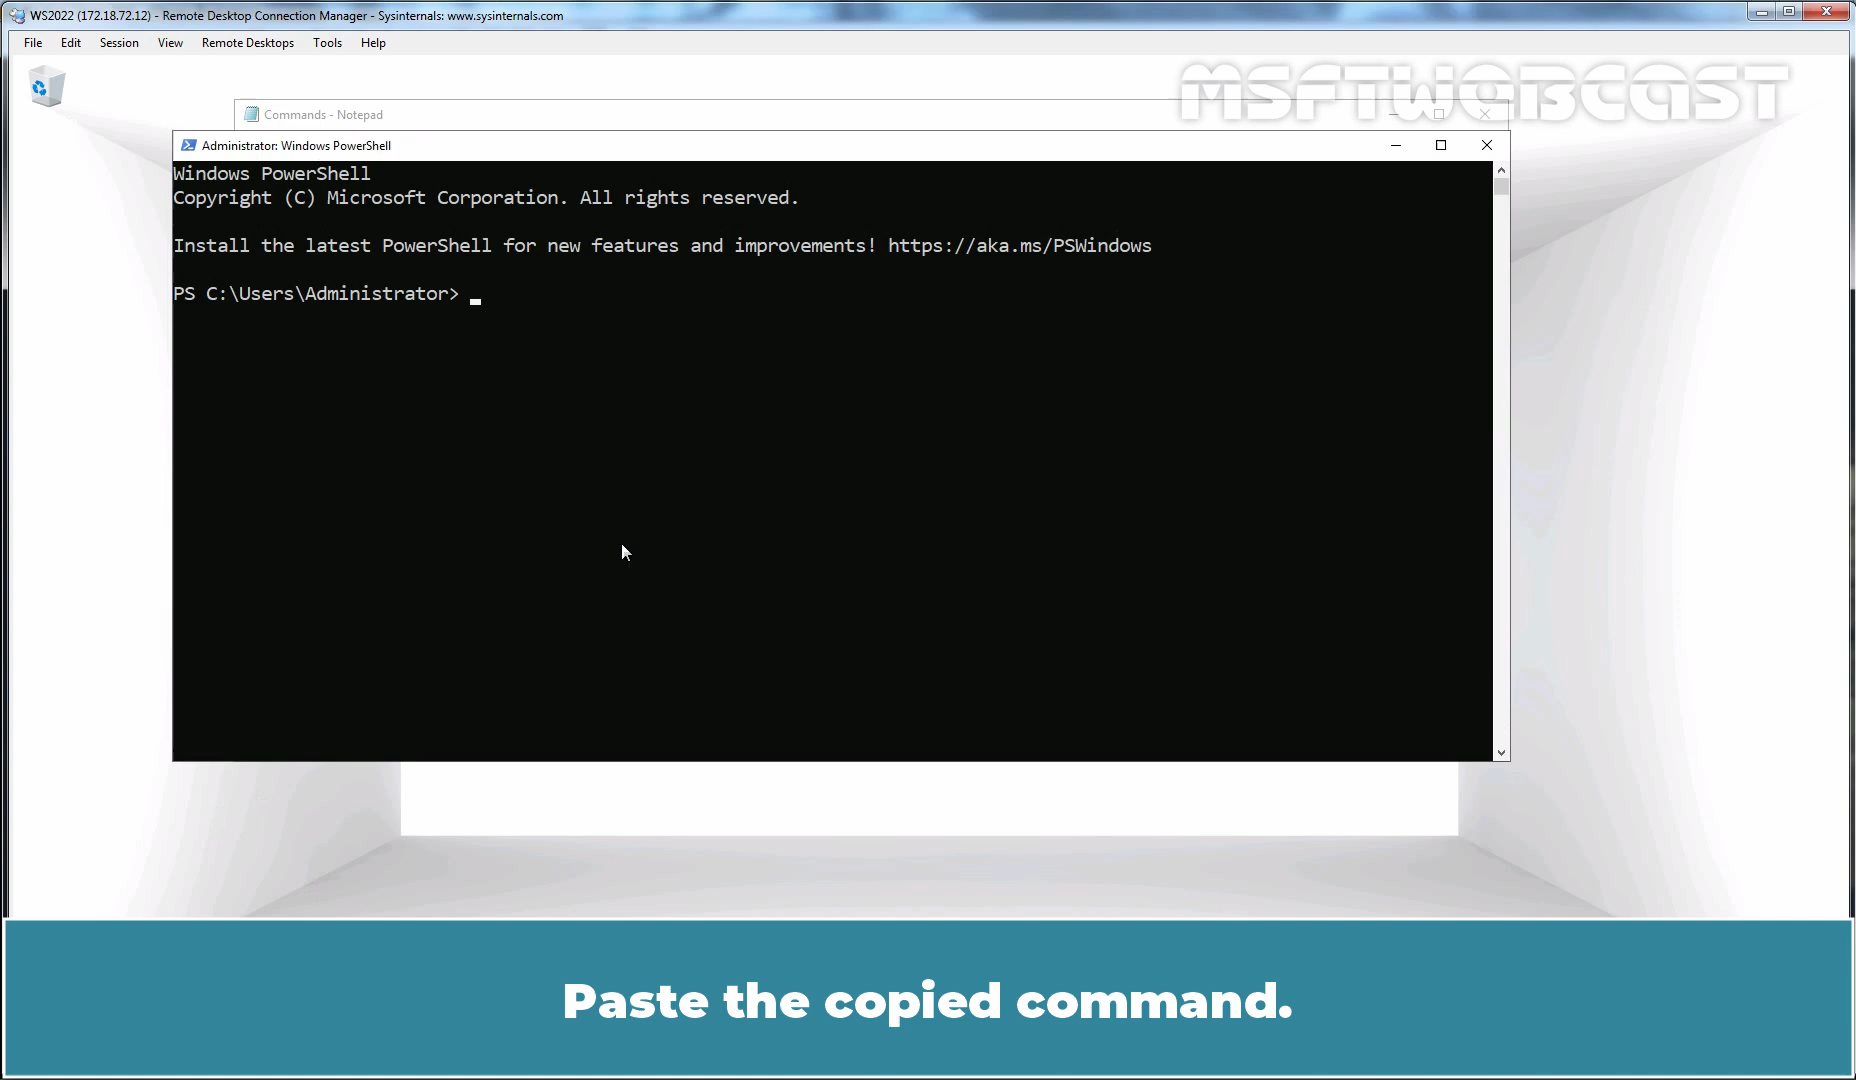 WS2022 (172.18.72.12) - Remote Desktop Connection Manager - Sysinternals: www.sysinternals.com
File Edit Session View Remote Desktops Tools Help
MSFTWEBCAST
Commands - Notepad
Administrator: Windows PowerShell
Windows PowerShell
Copyright (C) Microsoft Corporation. All rights reserved.
Install the latest PowerShell for new features and improvements! https://aka.ms/PSWindows
PS C:\Users\Administrator> _
Paste the copied command.